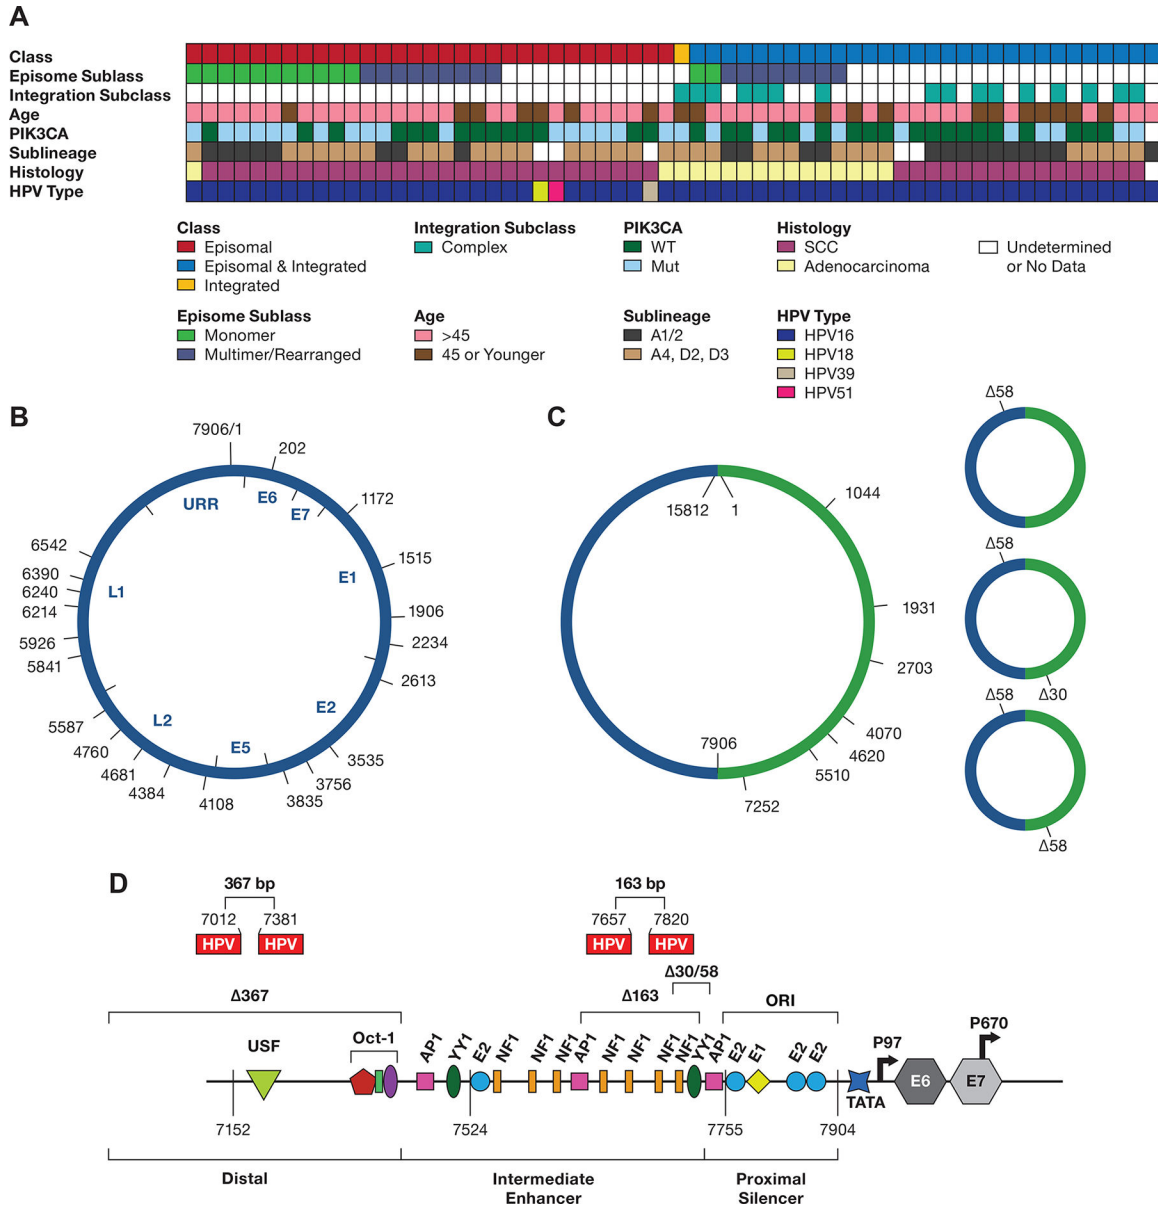 A
Class
Episome Sublass
Integration Subclass
Age
PIK3CA
Sublineage
Histology
HPV Type
Class
Episomal
Episomal & Integrated
Integrated
Integration Subclass
Complex
PIK3CA
WT
Mut
Histology
SCC
Adenocarcinoma
Undetermined
or No Data
Episome Sublass
Monomer
Multimer/Rearranged
Age
>45
45 or Younger
Sublineage
A1/2
A4, D2, D3
HPV Type
HPV16
HPV18
HPV39
HPV51
B
7906/1
202
1172
1515
1906
2234
2613
3535
3756
3835
4108
4384
4681
4760
5587
5841
5926
6214
6240
6390
6542
URR
E6
E7
E1
E2
E5
L2
L1
C
15812
1
1044
1931
2703
4070
4620
5510
7252
7906
Δ58
Δ58
Δ30
Δ58
Δ58
D
367 bp
7012 7381
HPV HPV
163 bp
7657 7820
HPV HPV
Δ30/58
Δ367
Δ163
ORI
USF
Oct-1
AP1
YY1
E2
NF1
NF1
NF1
AP1
NF1
NF1
NF1
NF1
YY1
AP1
E2
E1
E2
E2
P97
P670
TATA
E6
E7
7152
7524
7755
7904
Distal
Intermediate
Enhancer
Proximal
Silencer